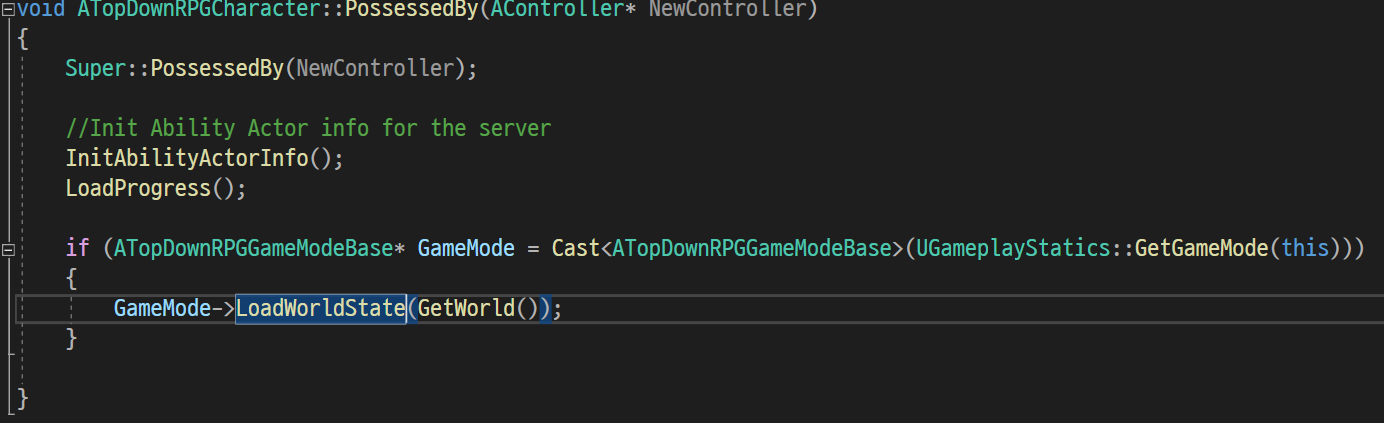 void ATopDownRPGCharacter::PossessedBy(AController* NewController)
{
    Super::PossessedBy(NewController);
    //Init Ability Actor info for the server
    InitAbilityActorInfo();
    LoadProgress();
    if (ATopDownRPGGameModeBase* GameMode = Cast<ATopDownRPGGameModeBase>(UGameplayStatics::GetGameMode(this)))
    {
        GameMode->LoadWorldState(GetWorld());
    }
}